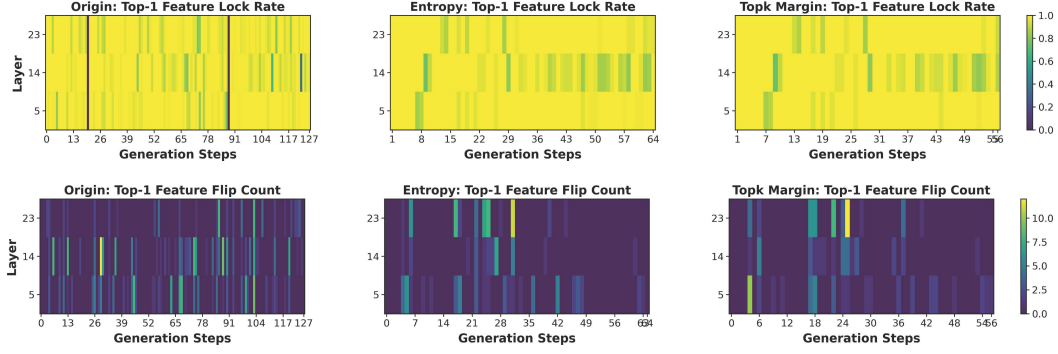 Origin: Top-1 Feature Lock Rate
Entropy: Top-1 Feature Lock Rate
Topk Margin: Top-1 Feature Lock Rate
Layer
23
14
5
0 13 26 39 52 65 78 91 104 117 127
Generation Steps
23
14
5
1 8 15 22 29 36 43 50 57 64
Generation Steps
23
14
5
1 7 13 19 25 31 37 43 49 55 56
Generation Steps
1.0
0.8
0.6
0.4
0.2
0.0
Origin: Top-1 Feature Flip Count
Entropy: Top-1 Feature Flip Count
Topk Margin: Top-1 Feature Flip Count
Layer
23
14
5
0 13 26 39 52 65 78 91 104 117 127
Generation Steps
23
14
5
0 7 14 21 28 35 42 49 56 63 64
Generation Steps
23
14
5
0 6 12 18 24 30 36 42 48 54 56
Generation Steps
10.0
7.5
5.0
2.5
0.0